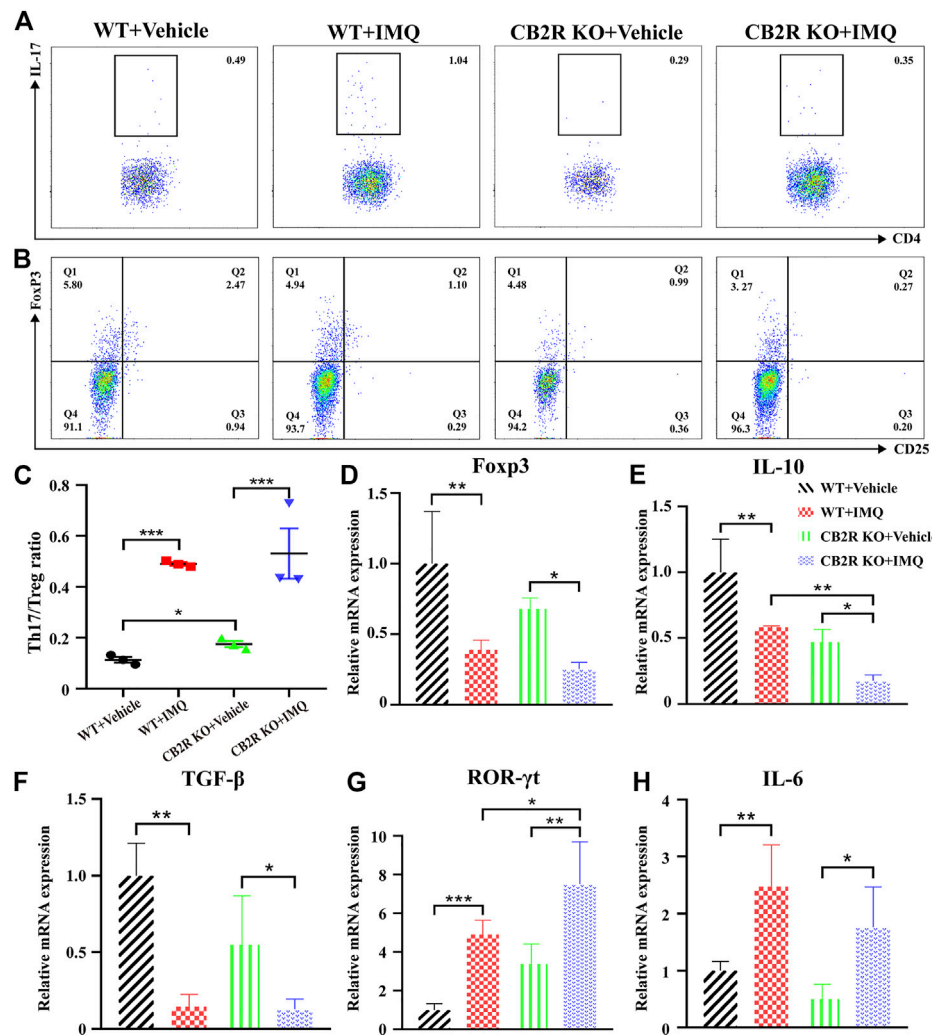 A
WT+Vehicle
WT+IMQ
CB2R KO+Vehicle
CB2R KO+IMQ
IL-17
0.49
1.04
0.29
0.35
CD4
B
FoxP3
Q1
5.80
Q2
2.47
Q4
91.1
Q3
0.94
Q1
4.94
Q2
1.10
Q4
93.7
Q3
0.29
Q1
4.48
Q2
0.99
Q4
94.2
Q3
0.36
Q1
3. 27
Q2
0.27
Q4
96.3
Q3
0.20
CD25
C
Th17/Treg ratio
0.8
0.6
0.4
0.2
0
***
*
***
WT+Vehicle
WT+IMQ
CB2R KO+Vehicle
CB2R KO+IMQ
D
Foxp3
Relative mRNA expression
1.5
1.0
0.5
0
**
*
E
IL-10
Relative mRNA expression
1.5
1.0
0.5
0
**
**
*
WT+Vehicle
WT+IMQ
CB2R KO+Vehicle
CB2R KO+IMQ
F
TGF-β
Relative mRNA expression
1.5
1.0
0.5
0
**
*
G
ROR-γt
Relative mRNA expression
10
8
6
4
2
0
***
*
**
H
IL-6
Relative mRNA expression
4
3
2
1
0
**
*